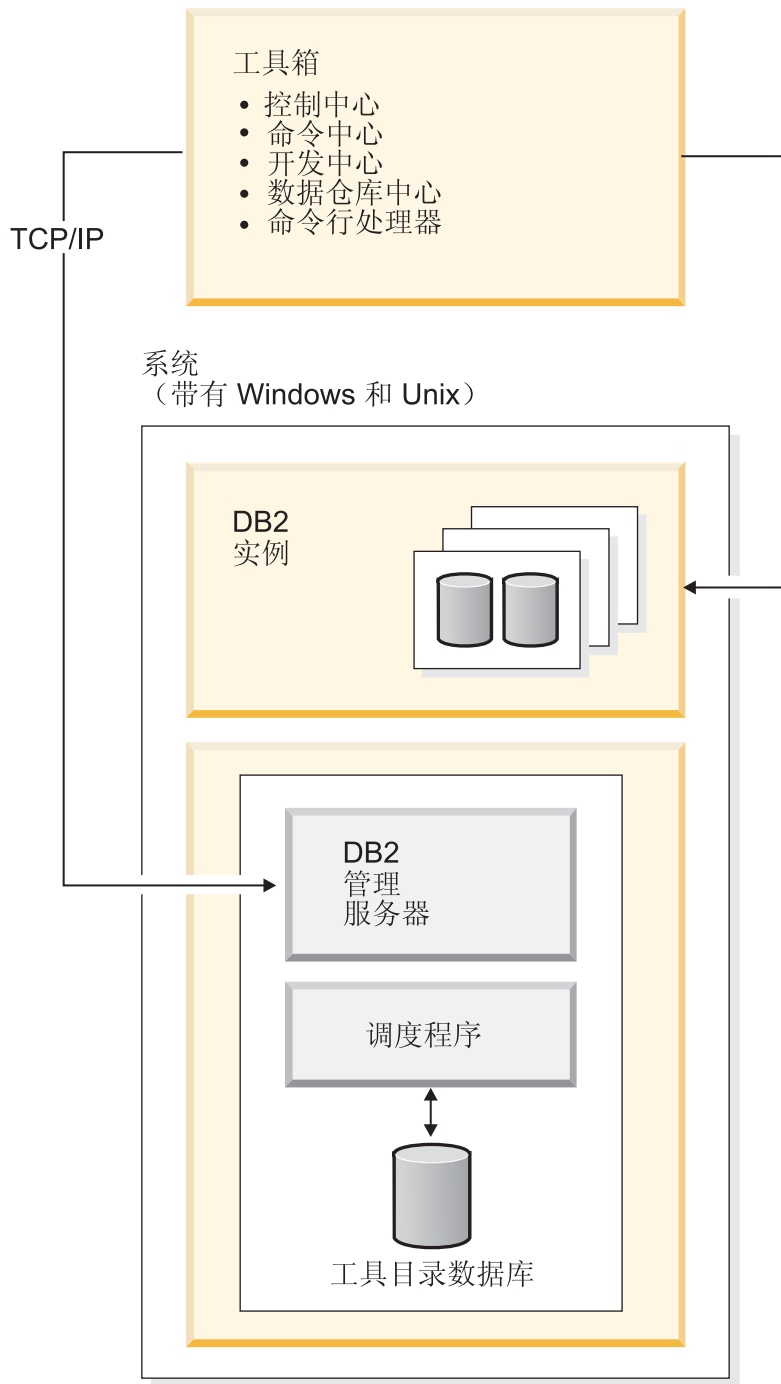 工具箱
• 控制中心
• 命令中心
• 开发中心
• 数据仓库中心
• 命令行处理器
TCP/IP
系统
（带有 Windows 和 Unix）
DB2
实例
DB2
管理
服务器
调度程序
工具目录数据库